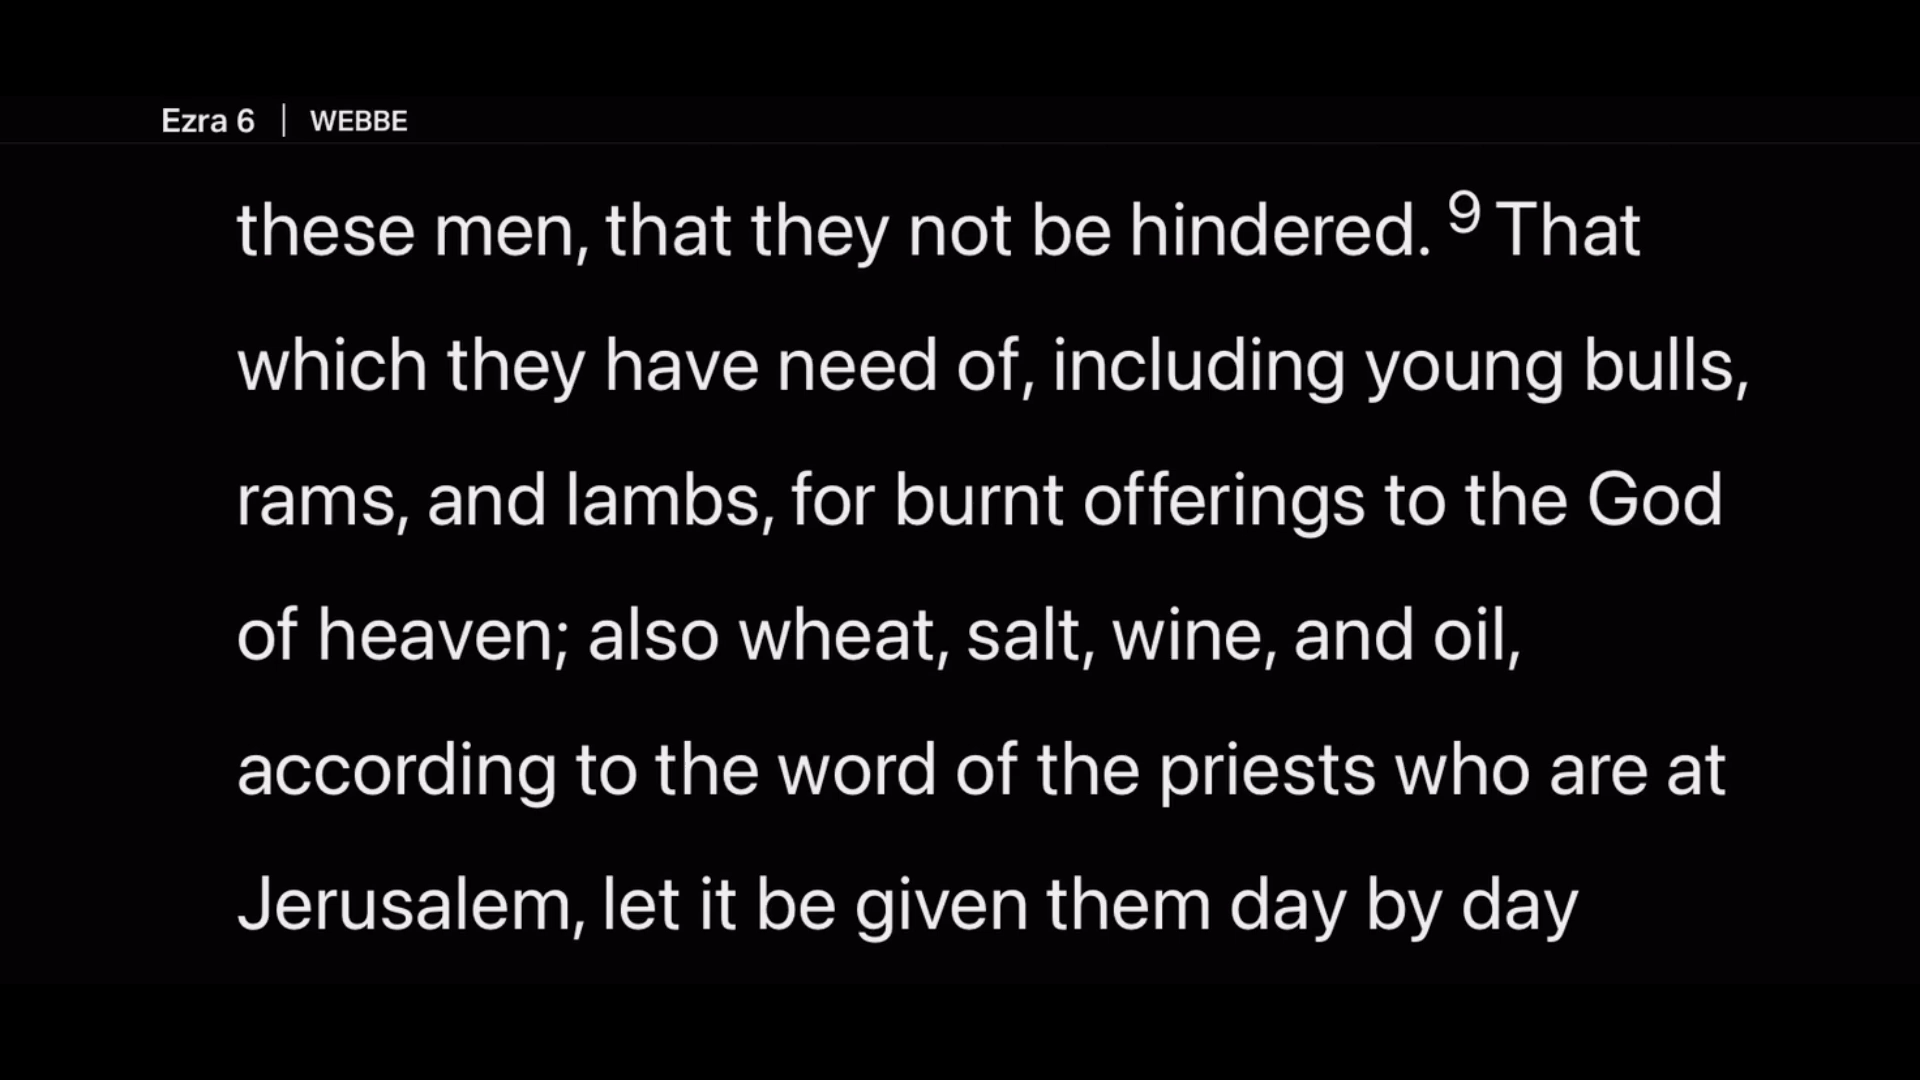 Ezra 6 | WEBBE
these men, that they not be hindered. 9 That
which they have need of, including young bulls,
rams, and lambs, for burnt offerings to the God
of heaven; also wheat, salt, wine, and oil,
according to the word of the priests who are at
Jerusalem, let it be given them day by day